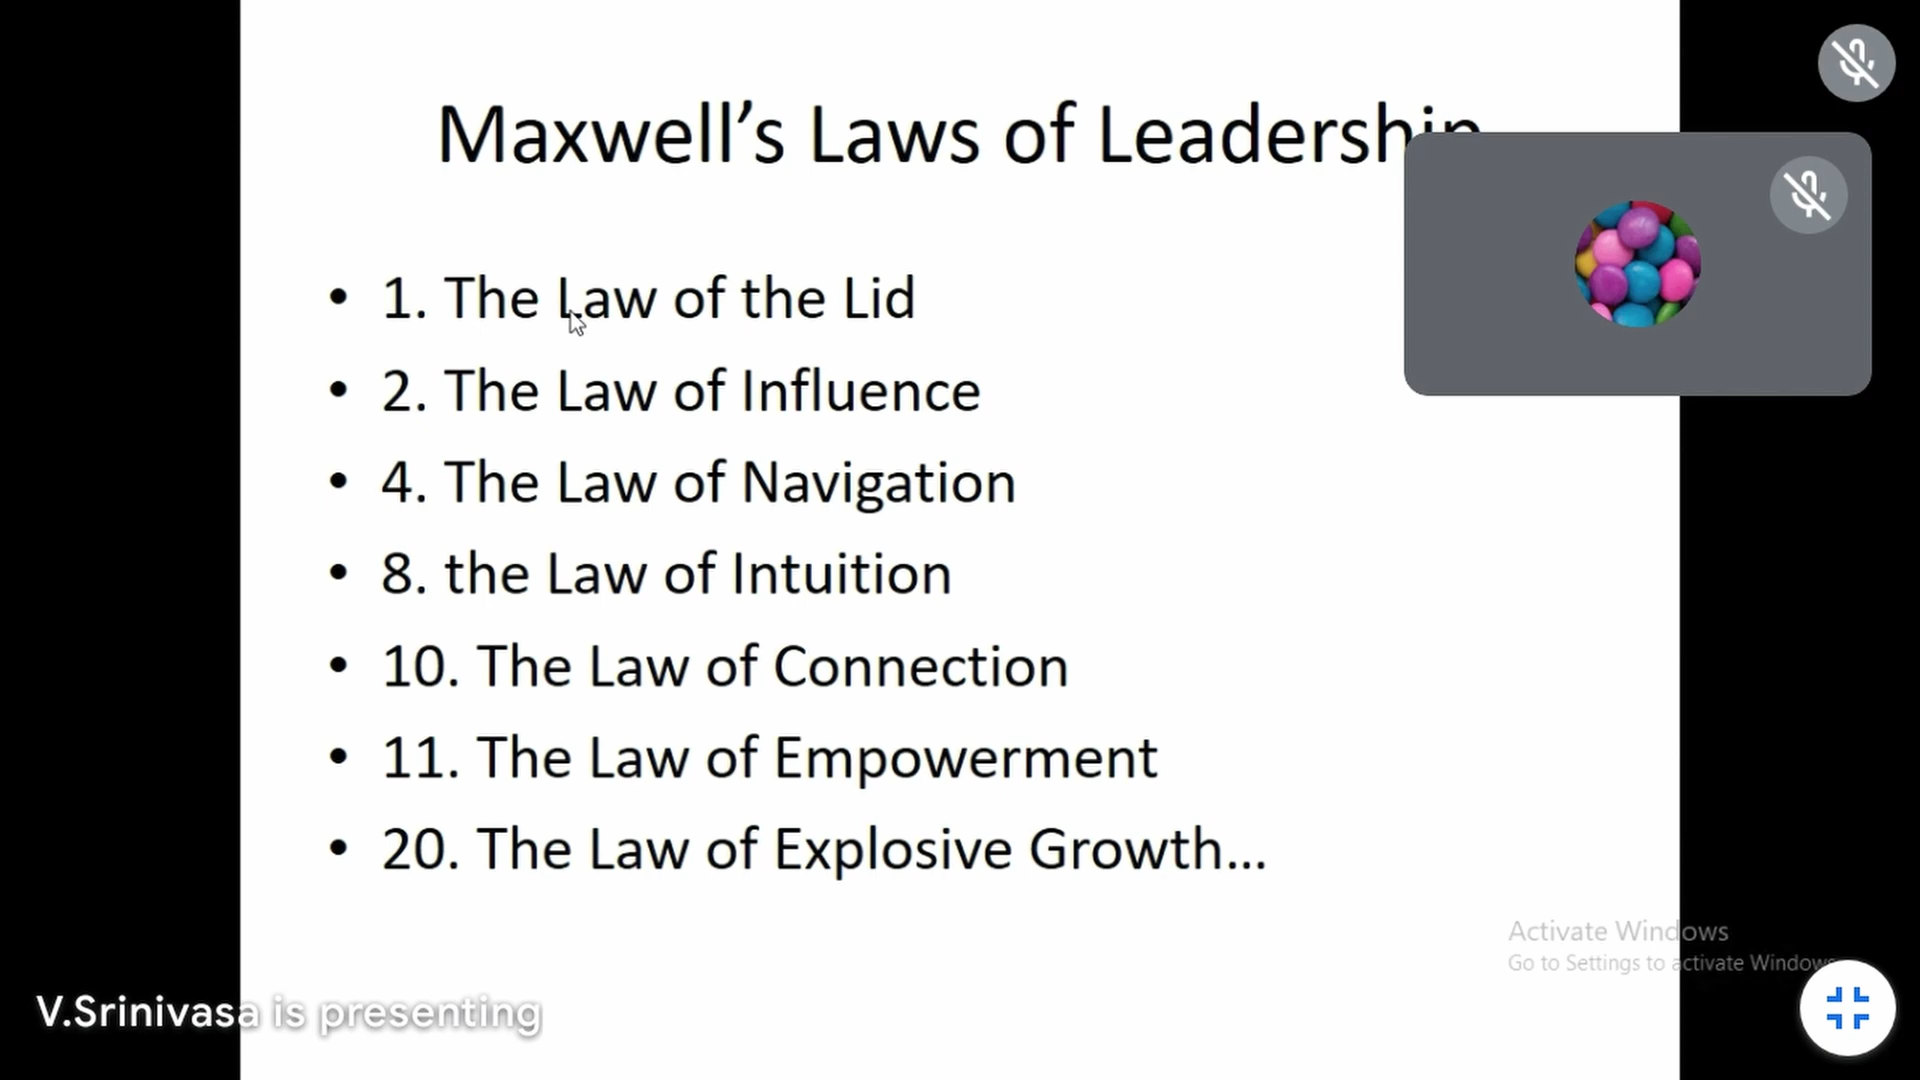 Maxwell's Laws of Leadership
• 1. The Law of the Lid
• 2. The Law of Influence
• 4. The Law of Navigation
• 8. the Law of Intuition
• 10. The Law of Connection
• 11. The Law of Empowerment
• 20. The Law of Explosive Growth...
Activate Windows
Go to Settings to activate Windows
V.Srinivasa is presenting